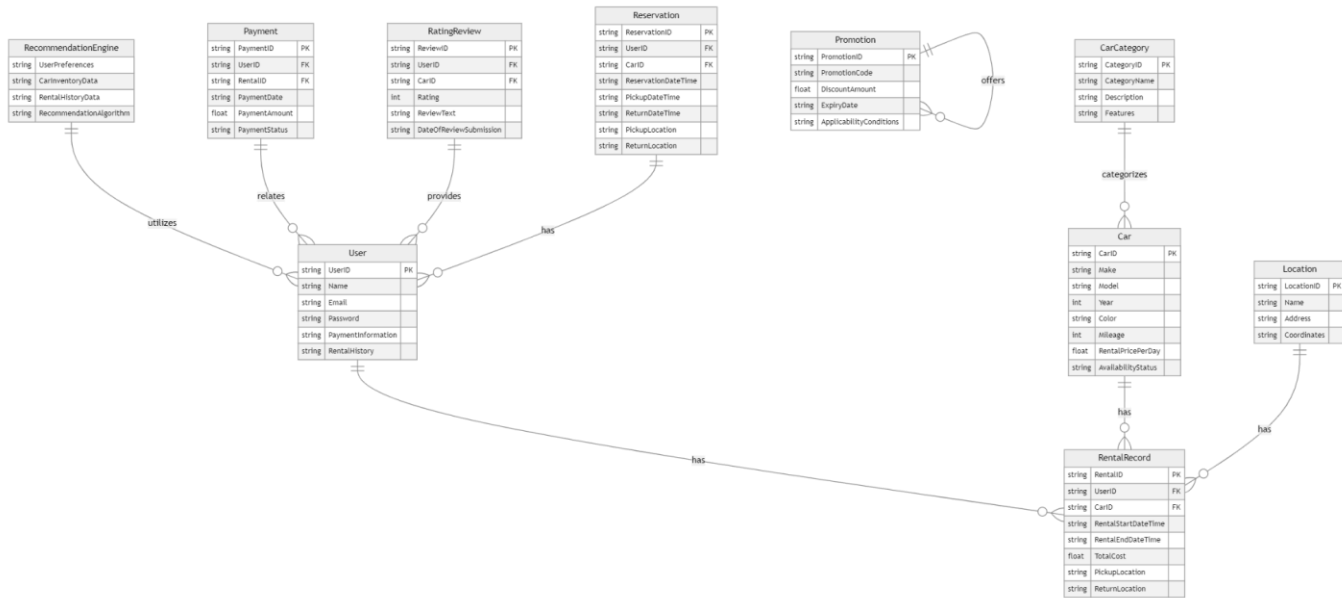 RecommendationEngine
string UserPreferences
string CarInventoryData
string RentalHistoryData
string RecommendationAlgorithm
Payment
string PaymentID PK
string UserID FK
string RentalID FK
string PaymentDate
float PaymentAmount
string PaymentStatus
RatingReview
string ReviewID PK
string UserID FK
string CarID FK
int Rating
string ReviewText
string DateOfReviewSubmission
Reservation
string ReservationID PK
string UserID FK
string CarID FK
string ReservationDateTime
string PickupDateTime
string ReturnDateTime
string PickupLocation
string ReturnLocation
Promotion
string PromotionID PK
string PromotionCode
float DiscountAmount
string ExpiryDate
string ApplicabilityConditions
offers
CarCategory
string CategoryID PK
string CategoryName
string Description
string Features
utilizes
relates
provides
has
categorizes
User
string UserID PK
string Name
string Email
string Password
string PaymentInformation
string RentalHistory
Car
string CarID PK
string Make
string Model
int Year
string Color
int Mileage
float RentalPricePerDay
string AvailabilityStatus
Location
string LocationID PK
string Name
string Address
string Coordinates
has
has
has
RentalRecord
string RentalID PK
string UserID FK
string CarID FK
string RentalStartDateTime
string RentalEndDateTime
float TotalCost
string PickupLocation
string ReturnLocation